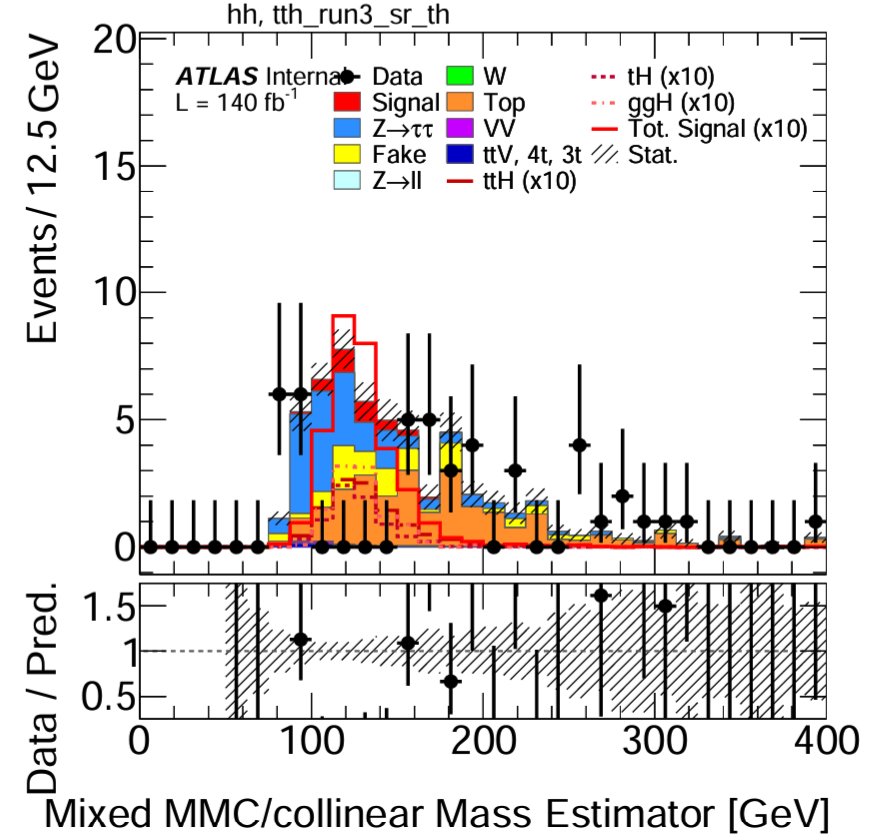 hh, tth_run3_sr_th
Events / 12.5 GeV
20
15
10
5
0
ATLAS Interna
L = 140 fb⁻¹
Data
Signal
Z→ττ
Fake
Z→ll
W
Top
VV
ttV, 4t, 3t
ttH (x10)
tH (x10)
ggH (x10)
Tot. Signal (x10)
Stat.
Data / Pred.
1.5
1
0.5
0 100 200 300 400
Mixed MMC/collinear Mass Estimator [GeV]